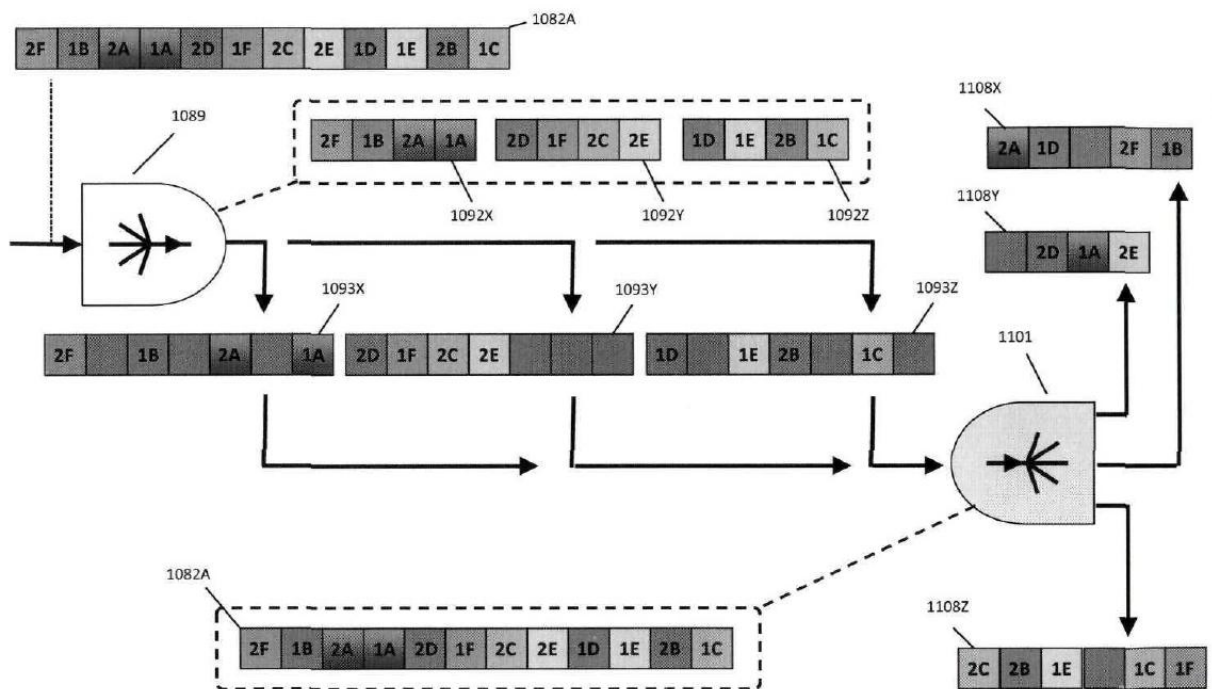 1082A
2F 1B 2A 1A 2D 1F 2C 2E 1D 1E 2B 1C
1108X
1089
2F 1B 2A 1A 2D 1F 2C 2E 1D 1E 2B 1C
2A 1D 2F 1B
1092X 1092Y 1092Z
1108Y
2D 1A 2E
1093X 1093Y 1093Z
2F 1B 2A 1A 2D 1F 2C 2E 1D 1E 2B 1C
1101
1082A
1108Z
2F 1B 2A 1A 2D 1F 2C 2E 1D 1E 2B 1C
2C 2B 1E 1C 1F